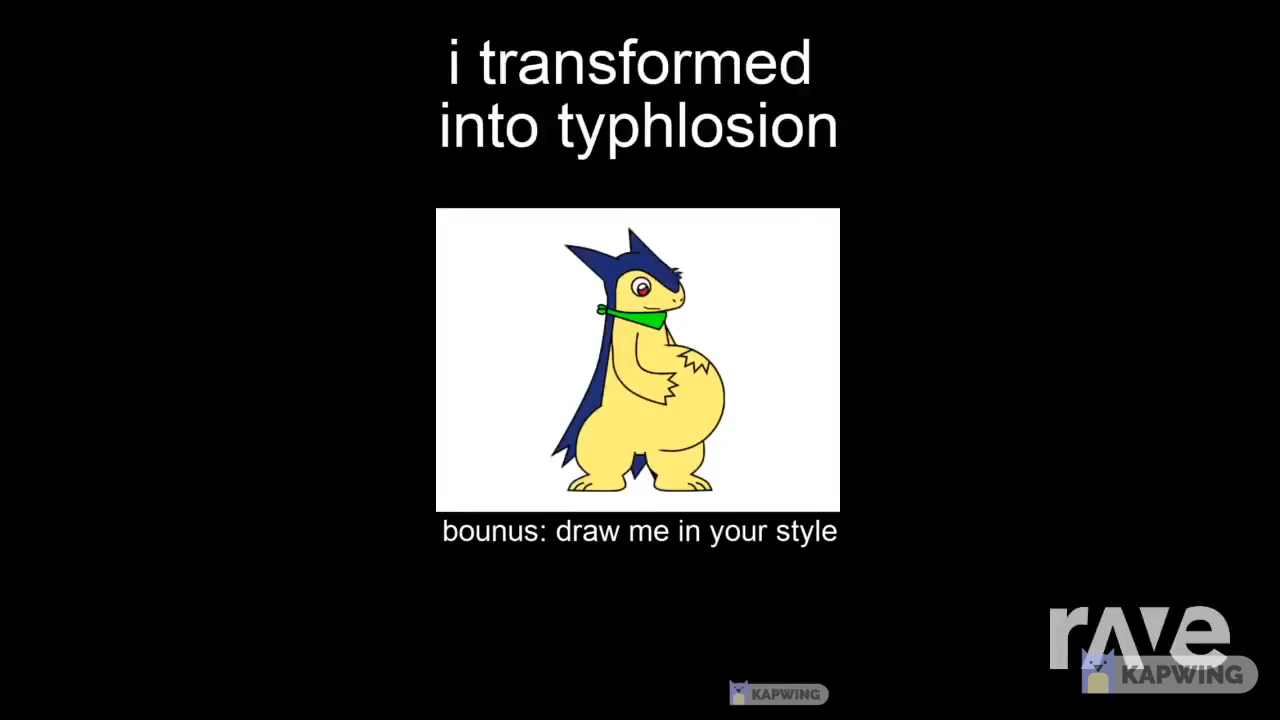 i transformed
into typhlosion
bounus: draw me in your style
rave
KAPWING
KAPWING